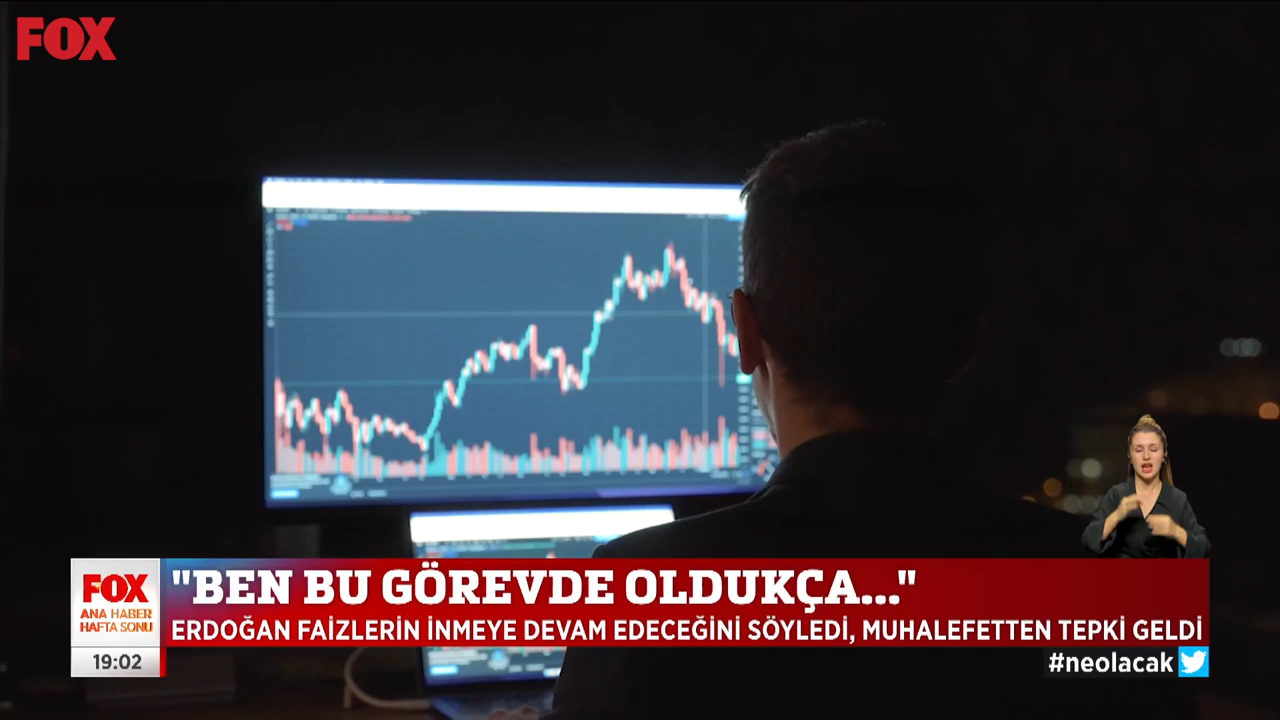 FOX
"BEN BU GÖREVDE OLDUKÇA..."
FOX
ANA HABER
HAFTA SONU
ERDOĞAN FAİZLERİN İNMEYE DEVAM EDECEĞİNİ SÖYLEDİ, MUHALEFETTEN TEPKİ GELDİ
19:02
#neolacak